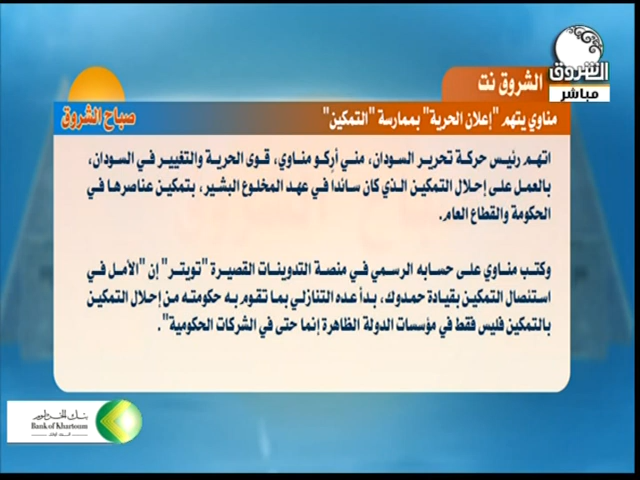 الشروق
مباشر
الشروق نت
مناوي يتهم "إعلان الحرية" بممارسة "التمكين"
صباح الشروق
اتهم رئيس حركة تحرير السودان، مني أركو مناوي، قوى الحرية والتغيير في السودان،
بالعمل على إحلال التمكين الذي كان سائدا في عهد المخلوع البشير، بتمكين عناصرها في
الحكومة والقطاع العام.
وكتب مناوي على حسابه الرسمي في منصة التدوينات القصيرة "تويتر" إن "الأمل في
استئصال التمكين بقيادة حمدوك، بدأ عده التنازلي بما تقوم به حكومته من إحلال التمكين
بالتمكين فليس فقط في مؤسسات الدولة الظاهرة إنما حتى في الشركات الحكومية".
بنك الخرطوم
Bank of Khartoum